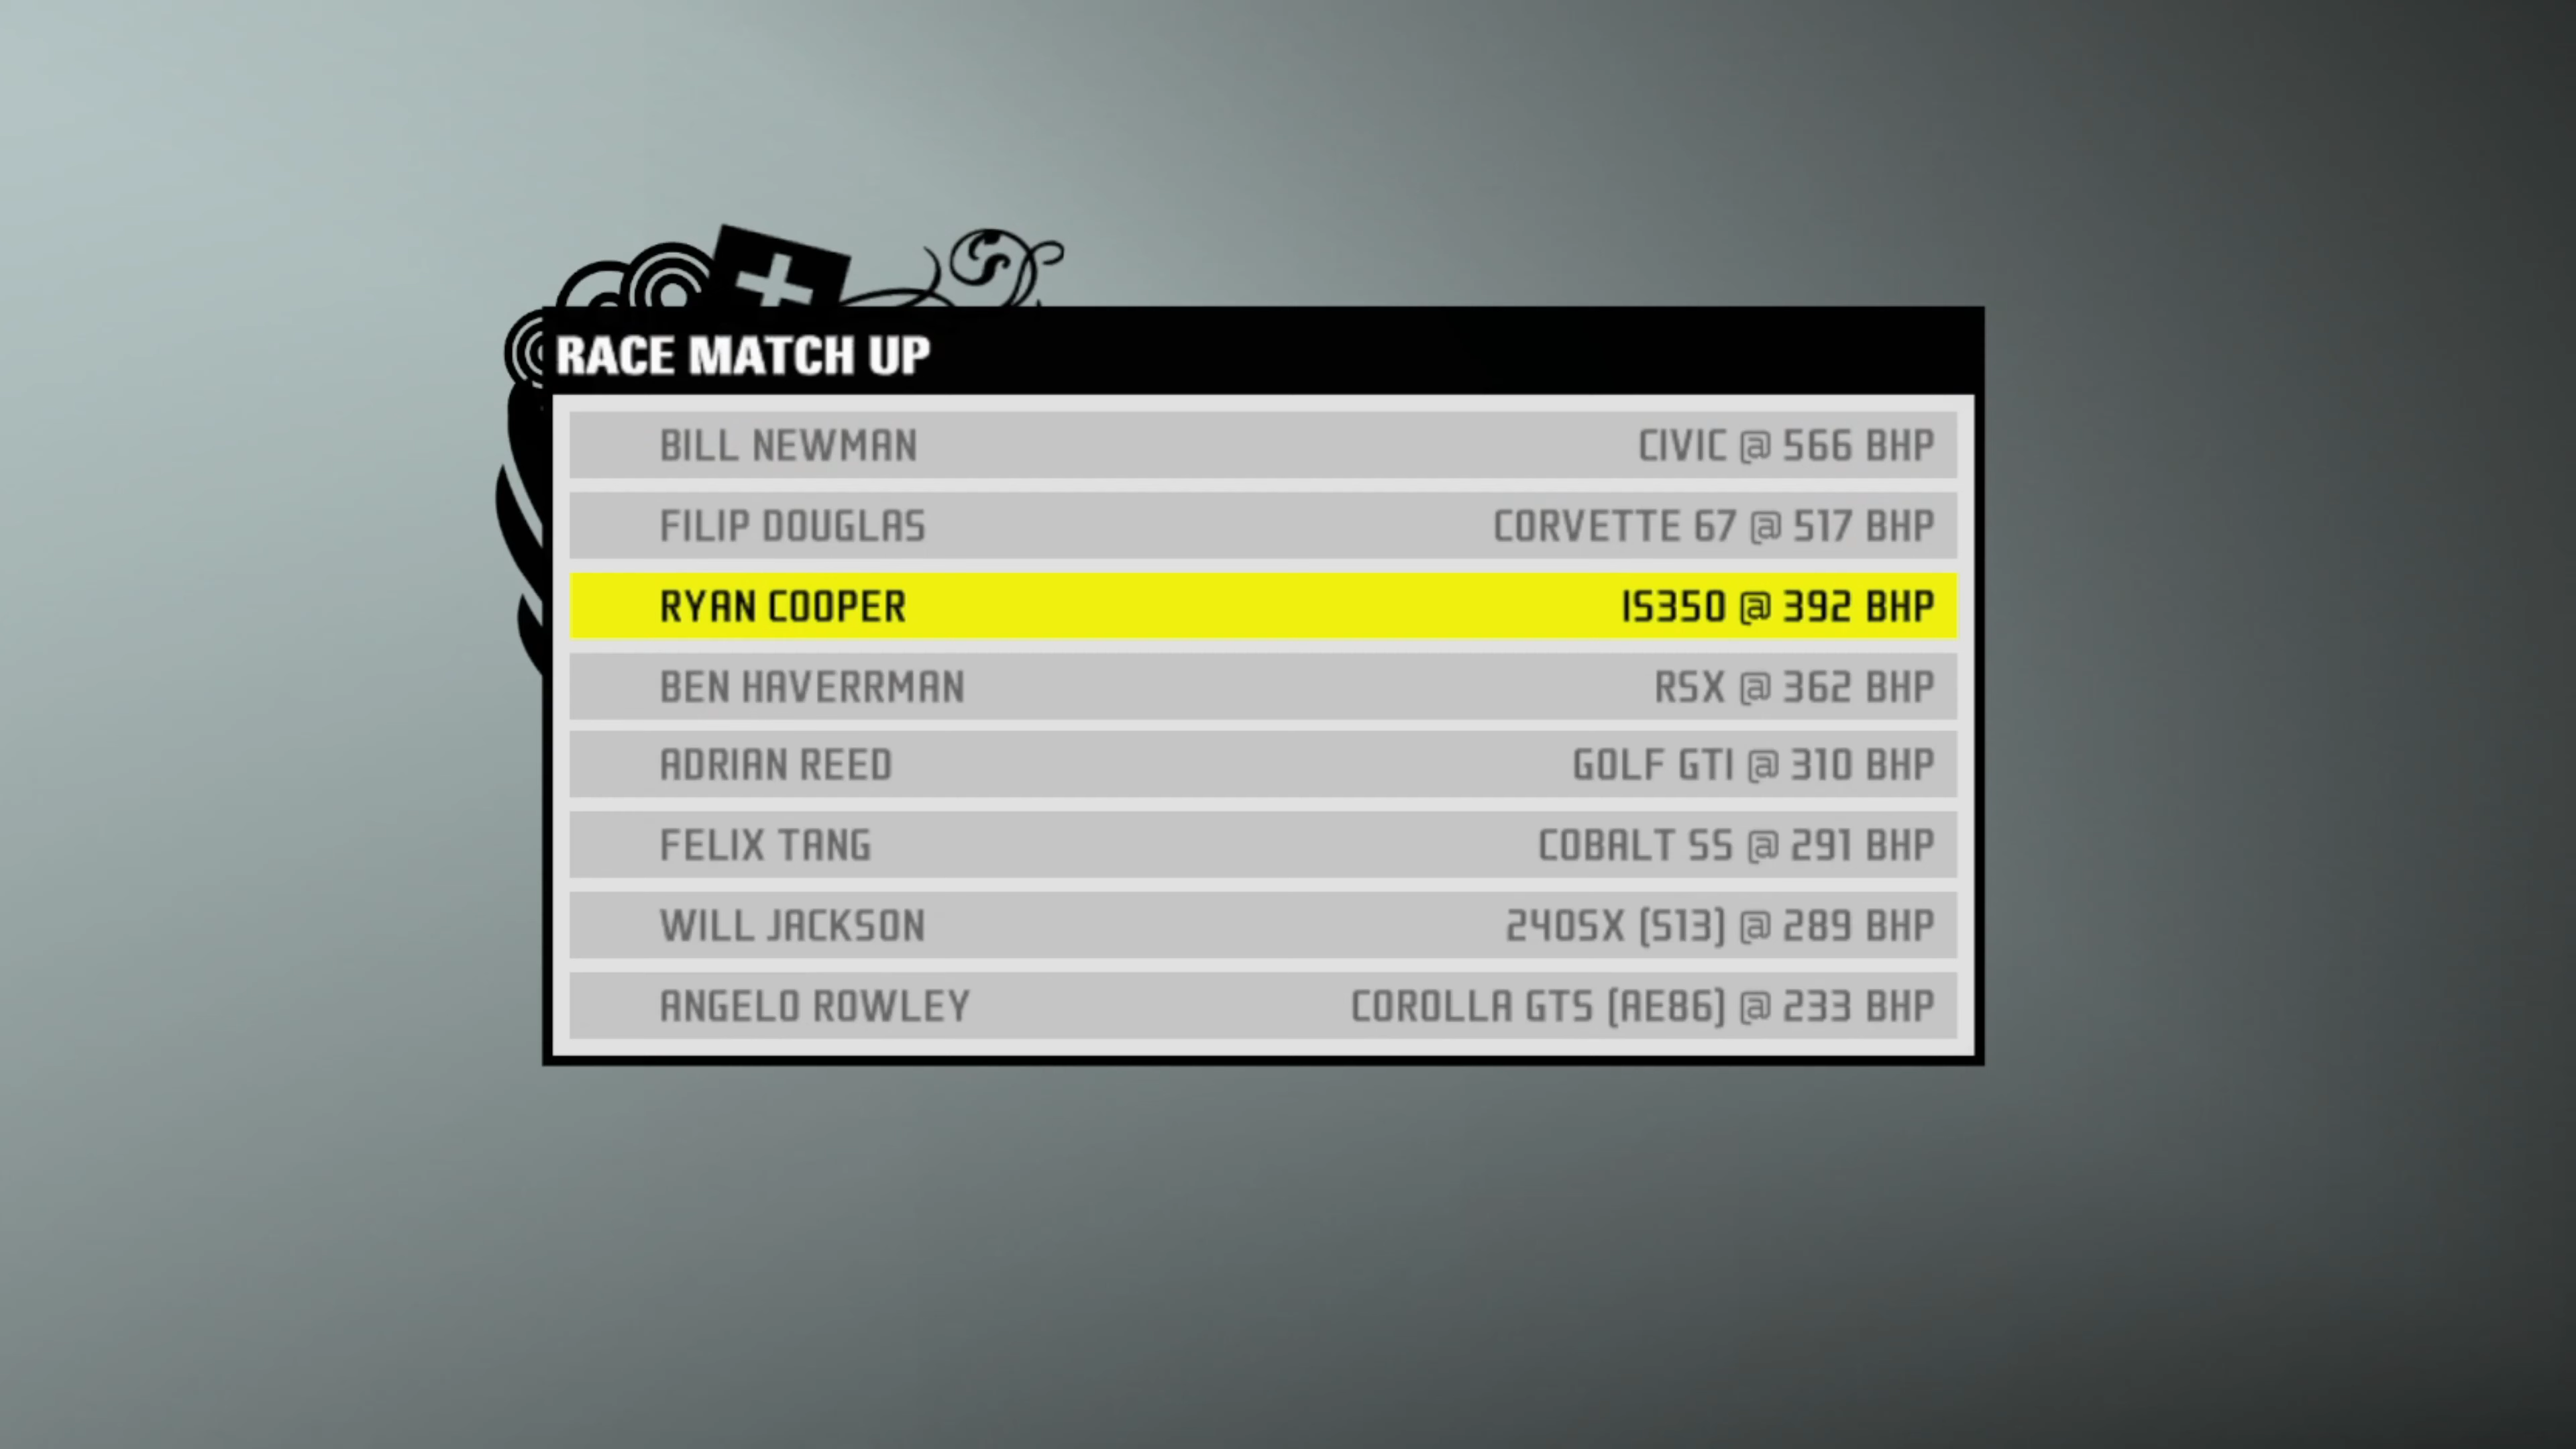 RACE MATCH UP
BILL NEWMAN CIVIC @ 566 BHP
FILIP DOUGLAS CORVETTE 67 @ 517 BHP
RYAN COOPER IS350 @ 392 BHP
BEN HAVERRMAN RSX @ 362 BHP
ADRIAN REED GOLF GTI @ 310 BHP
FELIX TANG COBALT SS @ 291 BHP
WILL JACKSON 240SX (S13) @ 289 BHP
ANGELO ROWLEY COROLLA GTS (AE86) @ 233 BHP